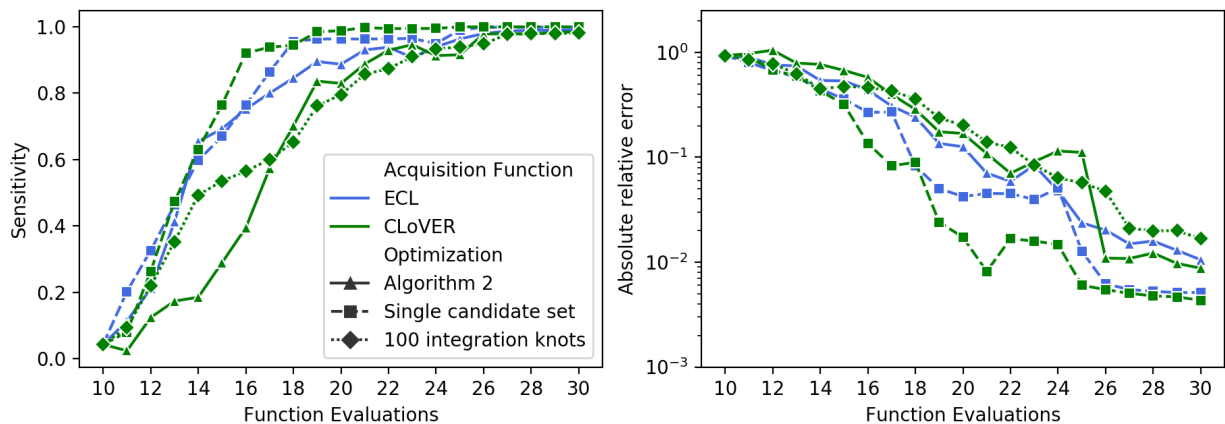 1.0
0.8
0.6
0.4
0.2
0.0
Sensitivity
10 12 14 16 18 20 22 24 26 28 30
Function Evaluations
Acquisition Function
ECL
CLoVER
Optimization
Algorithm 2
Single candidate set
100 integration knots
10⁰
10⁻¹
10⁻²
10⁻³
Absolute relative error
10 12 14 16 18 20 22 24 26 28 30
Function Evaluations